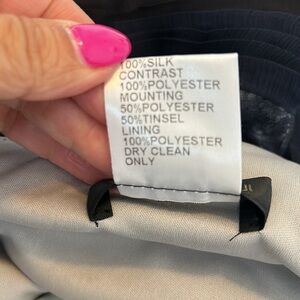 100%SILK
CONTRAST
100%POLYESTER
MOUNTING
50%POLYESTER
50%TINSEL
LINING
100%POLYESTER
DRY CLEAN
ONLY